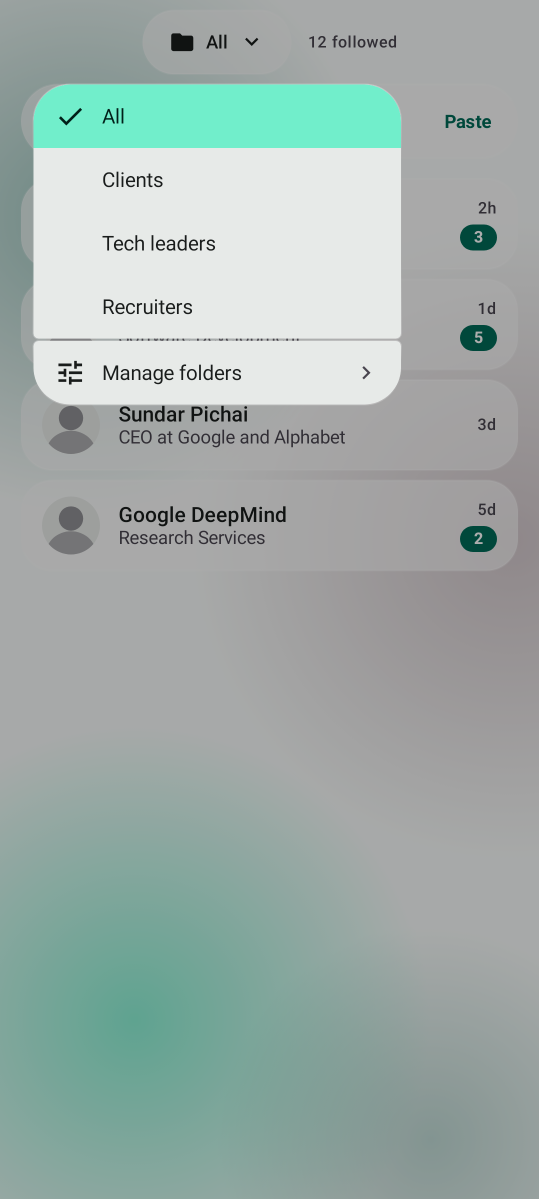 All
12 followed
All
Paste
Clients
2h
3
Tech leaders
Recruiters
1d
5
Manage folders
Sundar Pichai
CEO at Google and Alphabet
3d
Google DeepMind
Research Services
5d
2